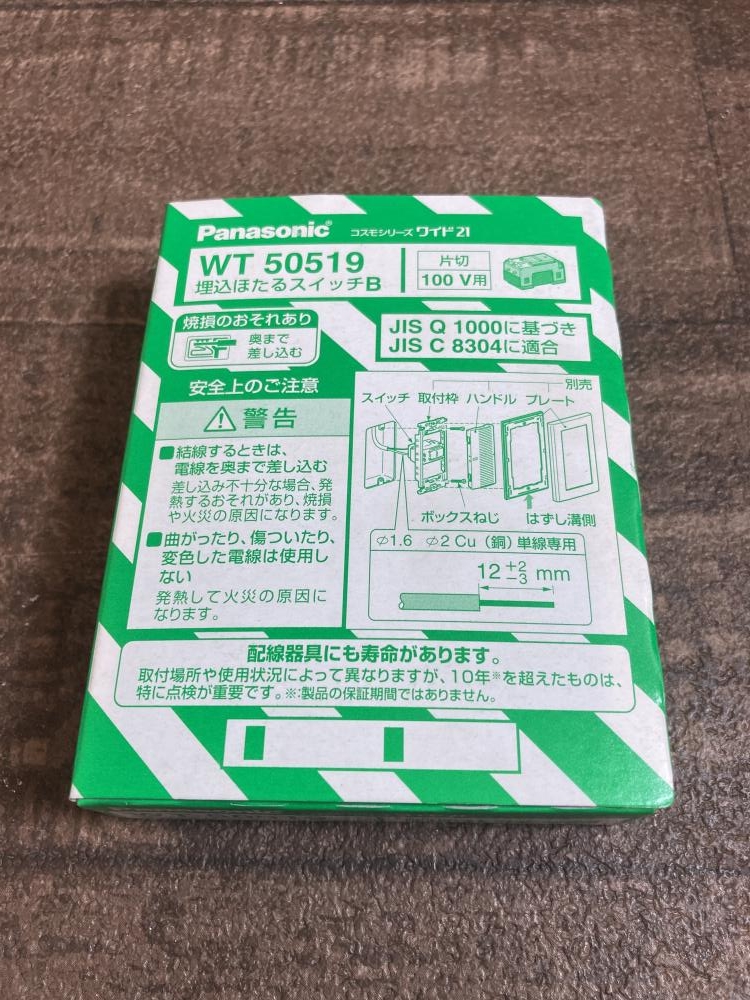 Panasonic® コスモシリーズ ワイド21
WT 50519
埋込ほたるスイッチB
片切
100 V用
焼損のおそれあり
奥まで
差し込む
JIS Q 1000に基づき
JIS C 8304に適合
安全上のご注意
警告
■結線するときは、
電線を奥まで差し込む
差し込み不十分な場合、発
熱するおそれがあり、焼損
や火災の原因になります。
■曲がったり、傷ついたり、
変色した電線は使用し
ない
発熱して火災の原因に
なります。
別売
スイッチ 取付枠 ハンドル プレート
ボックスねじ
はずし溝側
φ1.6 φ2 Cu（銅）単線専用
12 +2 −3 mm
配線器具にも寿命があります。
取付場所や使用状況によって異なりますが、10年※を超えたものは、
特に点検が重要です。※:製品の保証期間ではありません。